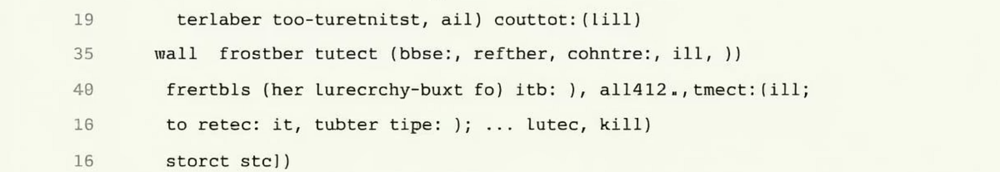 19 terlaber too-turetnitst, ail) couttot:(lill)
35 wall frostber tutect (bbse:, refther, cohntre:, ill, ))
40 frertbls (her lurecrchy-buxt fo) itb: ), all412.,tmect:(ill;
16 to retec: it, tubter tipe: ); ... lutec, kill)
16 storct stc])